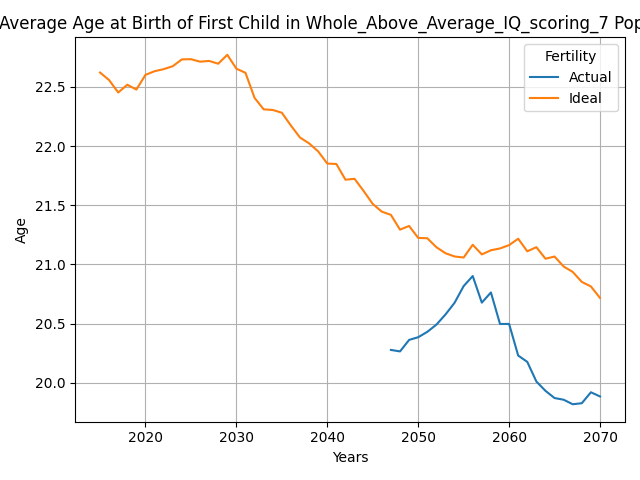 Average Age at Birth of First Child in Whole_Above_Average_IQ_scoring_7 Pop
Fertility
Actual
Ideal
Age
22.5
22.0
21.5
21.0
20.5
20.0
2020 2030 2040 2050 2060 2070
Years